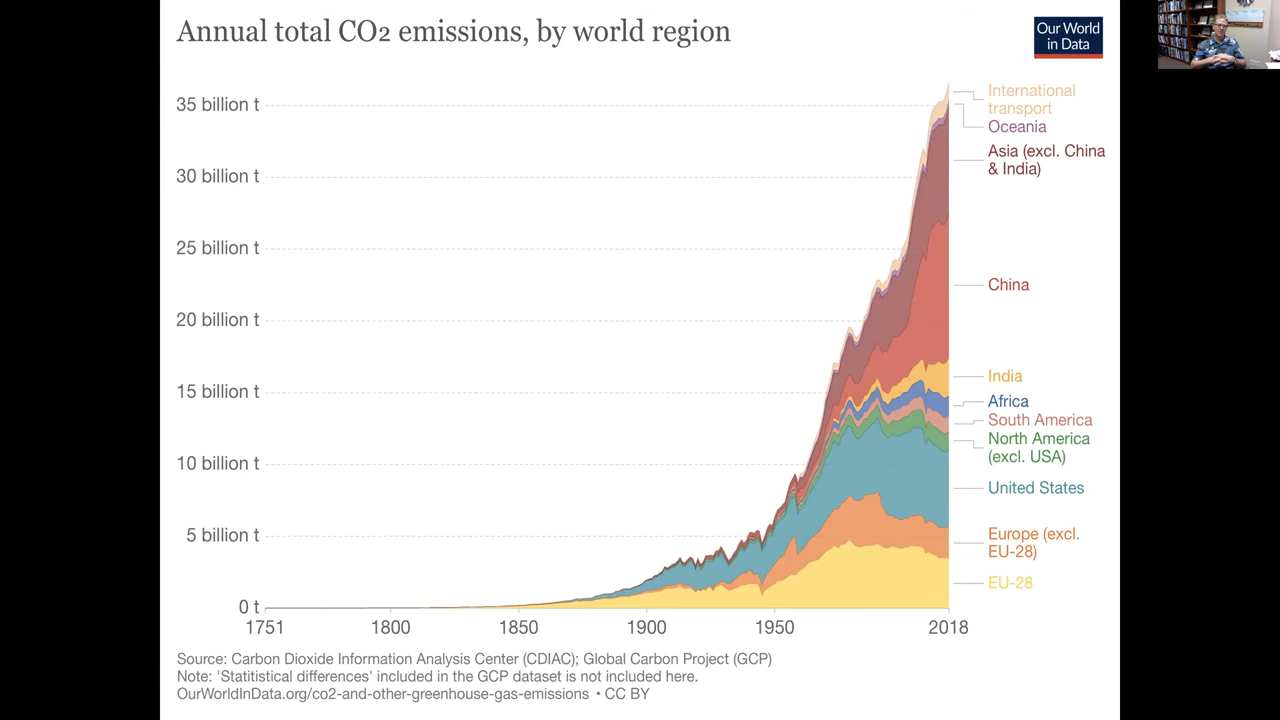 Annual total CO₂ emissions, by world region
Our World
in Data
35 billion t
30 billion t
25 billion t
20 billion t
15 billion t
10 billion t
5 billion t
0 t
1751
1800
1850
1900
1950
2018
International
transport
Oceania
Asia (excl. China
& India)
China
India
Africa
South America
North America
(excl. USA)
United States
Europe (excl.
EU-28)
EU-28
Source: Carbon Dioxide Information Analysis Center (CDIAC); Global Carbon Project (GCP)
Note: 'Statitistical differences' included in the GCP dataset is not included here.
OurWorldInData.org/co2-and-other-greenhouse-gas-emissions • CC BY